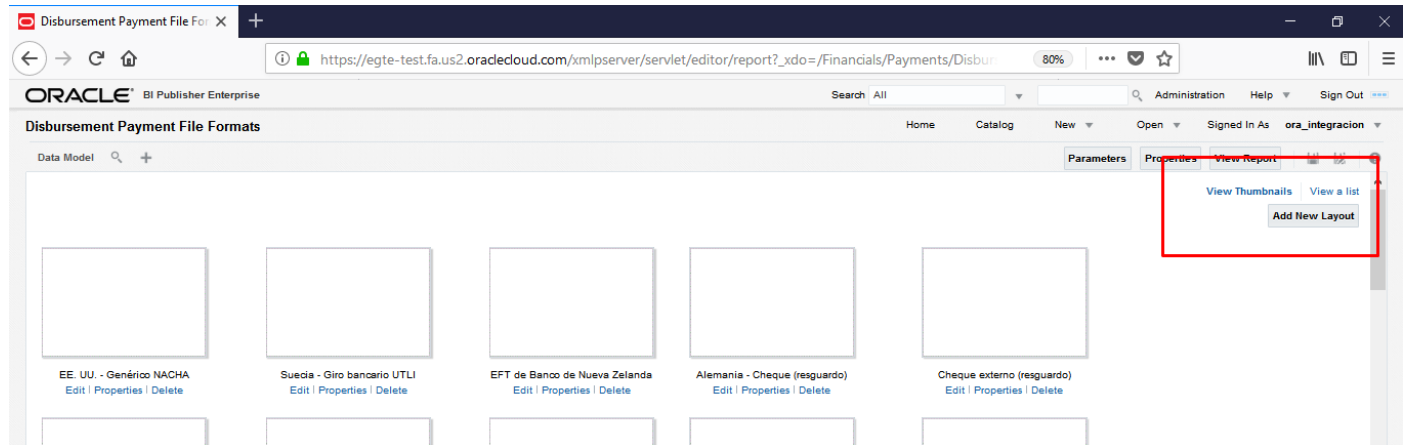 Disbursement Payment File For
https://egte-test.fa.us2.oraclecloud.com/xmlpserver/servlet/editor/report?_xdo=/Financials/Payments/Disbur
80%
ORACLE BI Publisher Enterprise
Search All
Administration Help Sign Out
Disbursement Payment File Formats
Home Catalog New Open Signed In As ora_integracion
Data Model
Parameters Properties View Report
View Thumbnails View a list
Add New Layout
EE. UU. - Genérico NACHA
Edit | Properties | Delete
Suecia - Giro bancario UTLI
Edit | Properties | Delete
EFT de Banco de Nueva Zelanda
Edit | Properties | Delete
Alemania - Cheque (resguardo)
Edit | Properties | Delete
Cheque externo (resguardo)
Edit | Properties | Delete